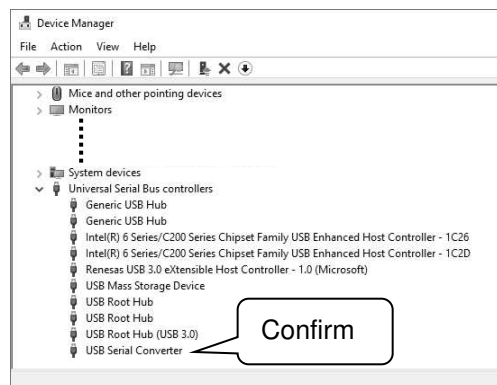 Device Manager
File Action View Help
Mice and other pointing devices
Monitors
System devices
Universal Serial Bus controllers
Generic USB Hub
Generic USB Hub
Intel(R) 6 Series/C200 Series Chipset Family USB Enhanced Host Controller - 1C26
Intel(R) 6 Series/C200 Series Chipset Family USB Enhanced Host Controller - 1C2D
Renesas USB 3.0 eXtensible Host Controller - 1.0 (Microsoft)
USB Mass Storage Device
USB Root Hub
USB Root Hub
USB Root Hub (USB 3.0)
USB Serial Converter
Confirm